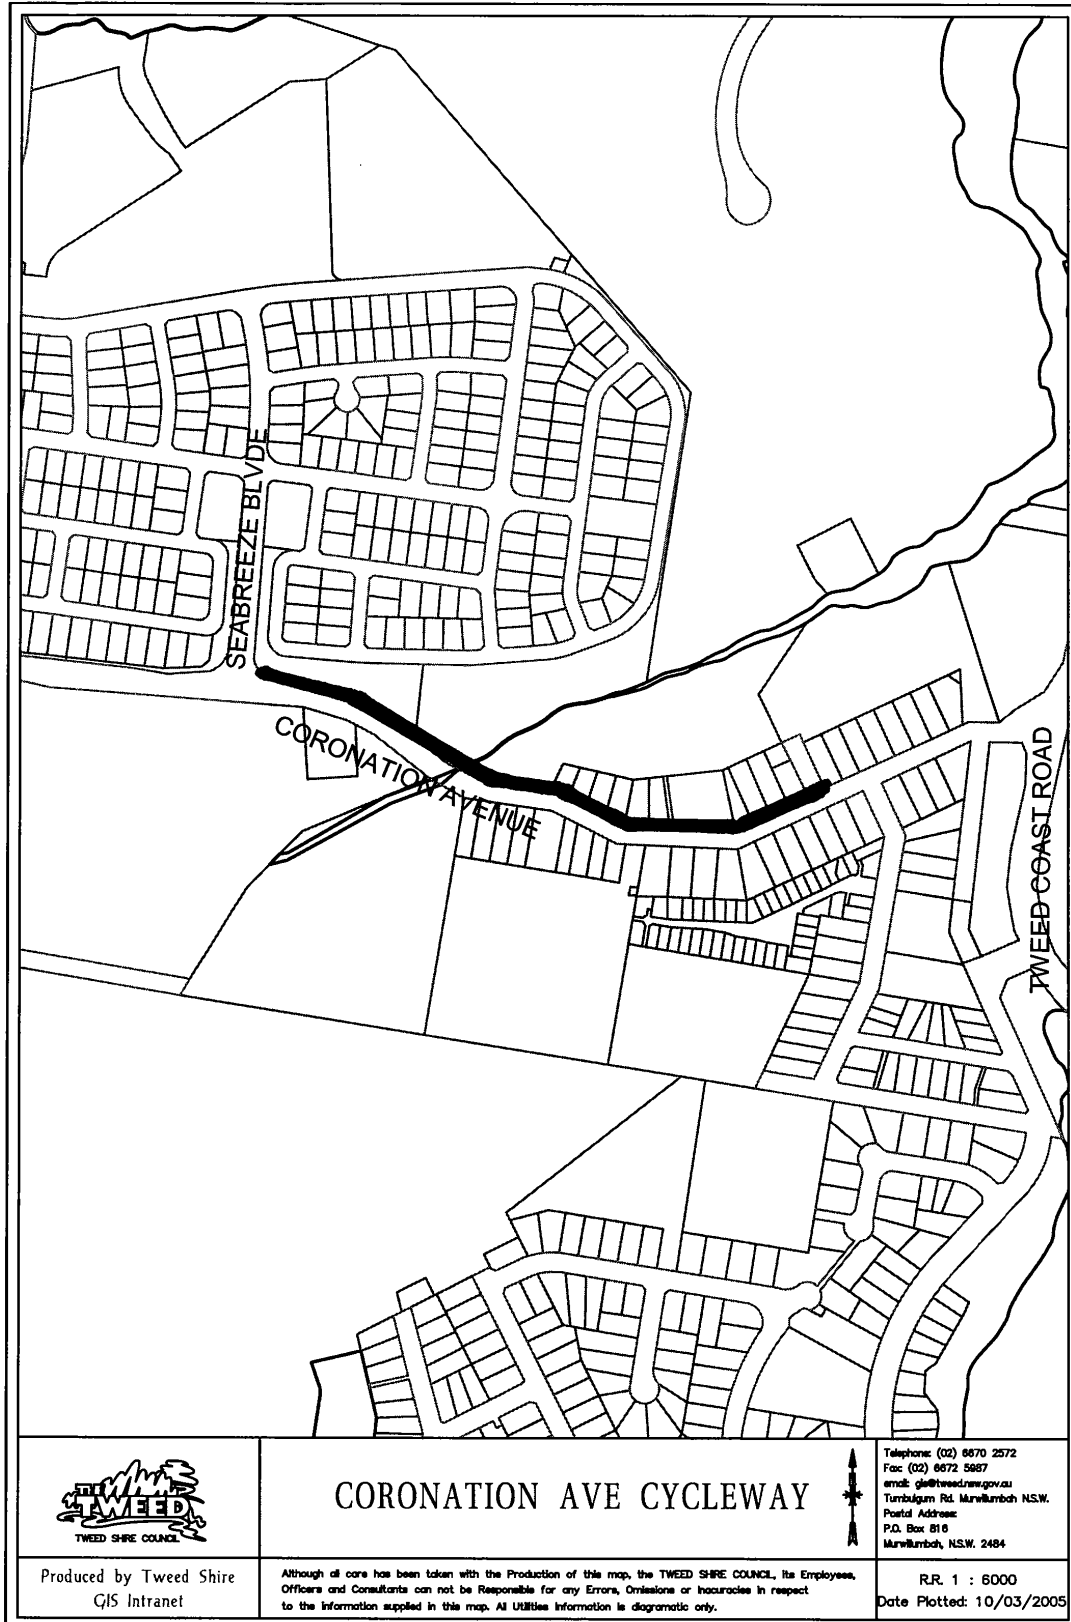 SEABREEZE BLVDE
CORONATION AVENUE
TWEED COAST ROAD
THE
TWEED
TWEED SHIRE COUNCIL
CORONATION AVE CYCLEWAY
Telephone: (02) 6670 2572
Fax: (02) 6672 5987
email: gis@tweed.nsw.gov.au
Tumbulgum Rd. Murwillumbah N.S.W.
Postal Address:
P.O. Box 816
Murwillumbah, N.S.W. 2484
Produced by Tweed Shire
GIS Intranet
Although all care has been taken with the Production of this map, the TWEED SHIRE COUNCIL, its Employees,
Officers and Consultants can not be Responsible for any Errors, Omissions or Inacuracies in respect
to the information supplied in this map. All Utilities Information is diagramatic only.
R.R. 1 : 6000
Date Plotted: 10/03/2005